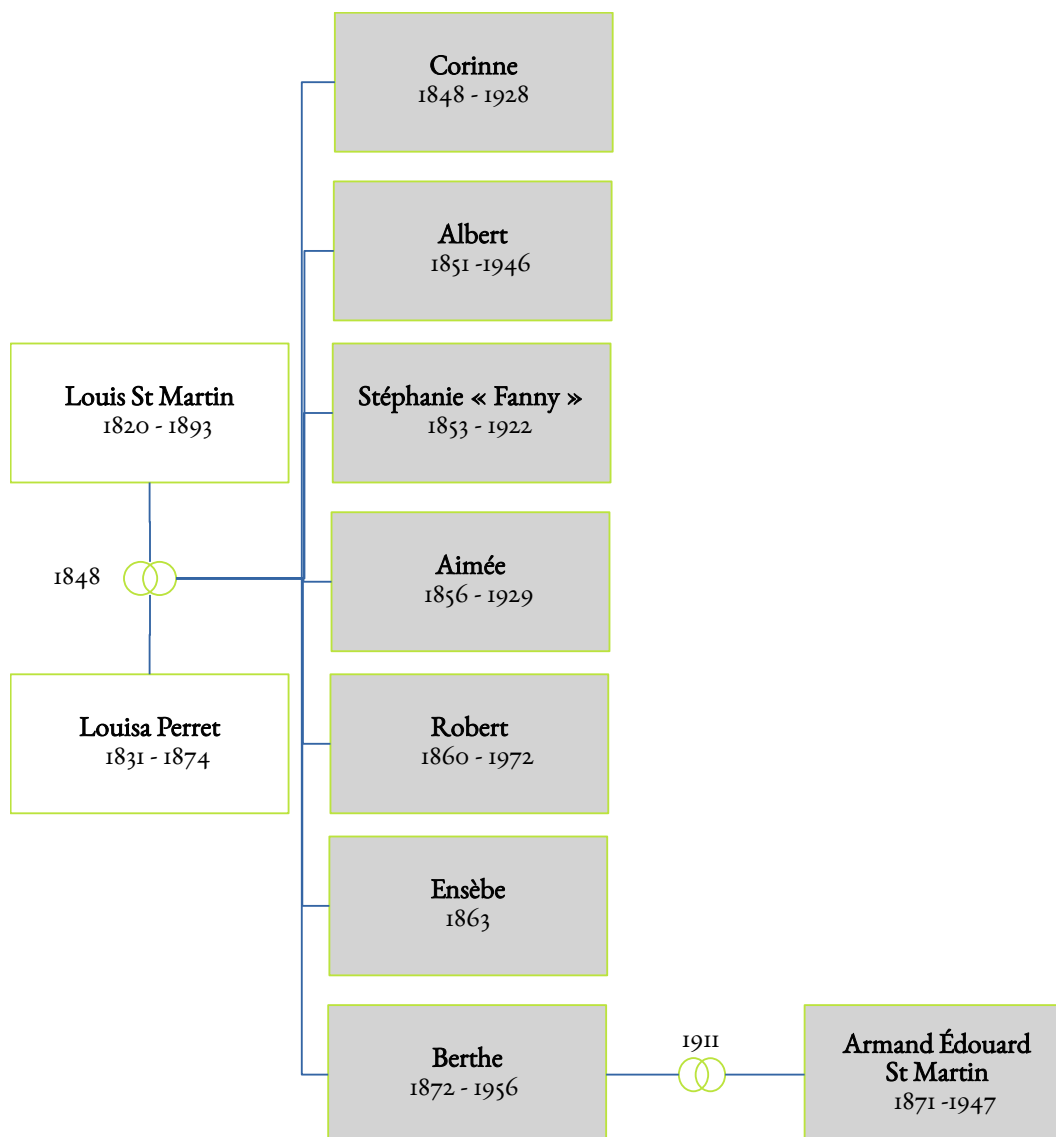 Corinne
1848 - 1928
Albert
1851 -1946
Louis St Martin
1820 - 1893
Stéphanie « Fanny »
1853 - 1922
1848
Aimée
1856 - 1929
Louisa Perret
1831 - 1874
Robert
1860 - 1972
Ensèbe
1863
Berthe
1872 - 1956
1911
Armand Édouard
St Martin
1871 -1947